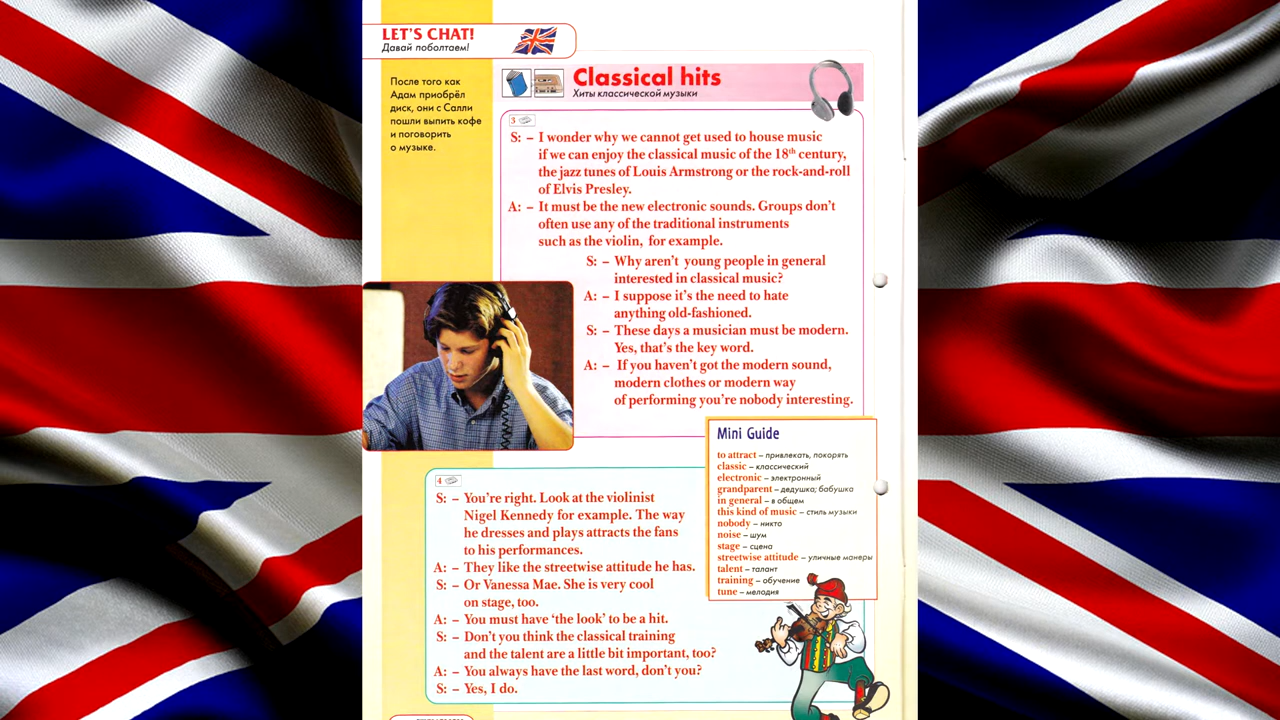 LET'S CHAT!
Давай поболтаем!
После того как
Адам приобрёл
диск, они с Салли
пошли выпить кофе
и поговорить
о музыке.
Classical hits
Хиты классической музыки
3
S: – I wonder why we cannot get used to house music
if we can enjoy the classical music of the 18th century,
the jazz tunes of Louis Armstrong or the rock-and-roll
of Elvis Presley.
A: – It must be the new electronic sounds. Groups don't
often use any of the traditional instruments
such as the violin, for example.
S: – Why aren't young people in general
interested in classical music?
A: – I suppose it's the need to hate
anything old-fashioned.
S: – These days a musician must be modern.
Yes, that's the key word.
A: – If you haven't got the modern sound,
modern clothes or modern way
of performing you're nobody interesting.
4
S: – You're right. Look at the violinist
Nigel Kennedy for example. The way
he dresses and plays attracts the fans
to his performances.
A: – They like the streetwise attitude he has.
S: – Or Vanessa Mae. She is very cool
on stage, too.
A: – You must have 'the look' to be a hit.
S: – Don't you think the classical training
and the talent are a little bit important, too?
A: – You always have the last word, don't you?
S: – Yes, I do.
Mini Guide
to attract – привлекать, покорять
classic – классический
electronic – электронный
grandparent – дедушка; бабушка
in general – в общем
this kind of music – стиль музыки
nobody – никто
noise – шум
stage – сцена
streetwise attitude – уличные манеры
talent – талант
training – обучение
tune – мелодия